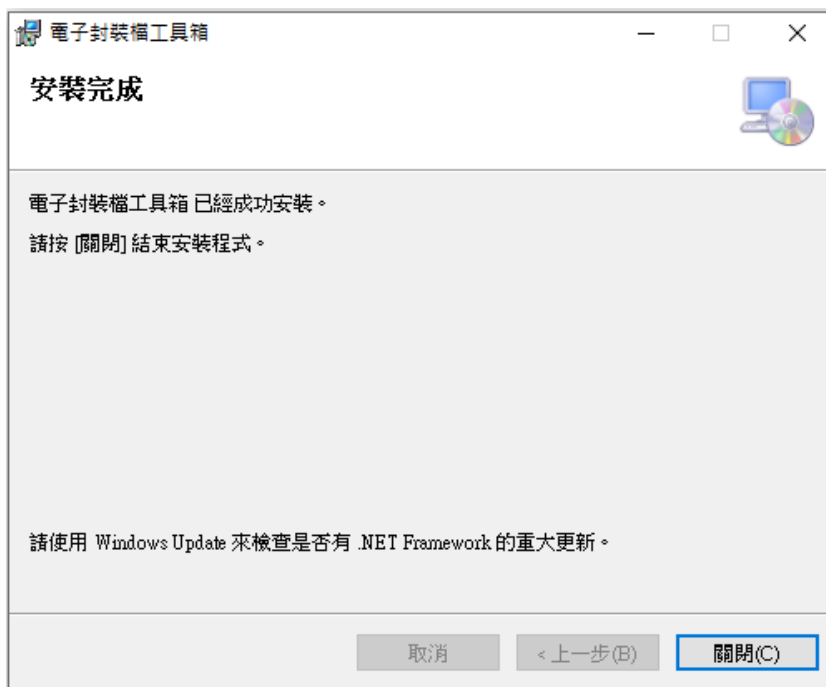 電子封裝檔工具箱
安裝完成
電子封裝檔工具箱 已經成功安裝。
請按 [關閉] 結束安裝程式。
請使用 Windows Update 來檢查是否有 .NET Framework 的重大更新。
取消
< 上一步(B)
關閉(C)